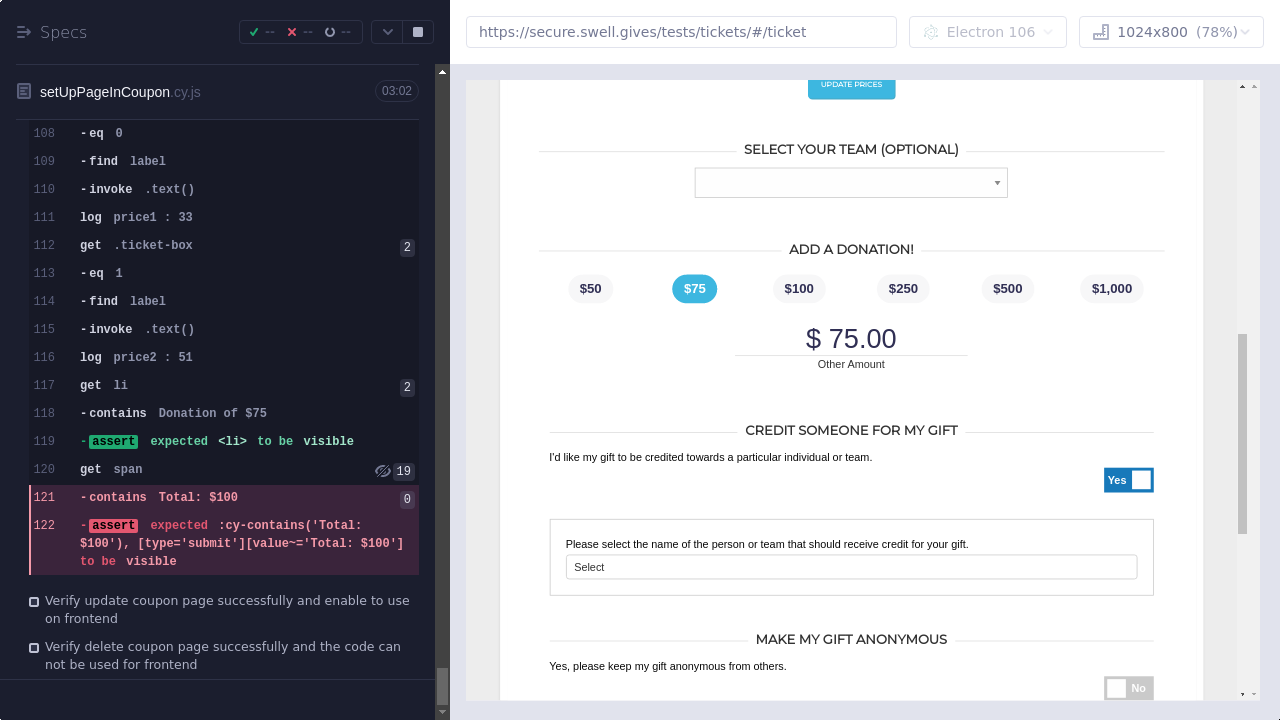 Specs
-- -- --
https://secure.swell.gives/tests/tickets/#/ticket
Electron 106
1024x800 (78%)
setUpPageInCoupon.cy.js
03:02
108 -eq 0
109 -find label
110 -invoke .text()
111 log price1 : 33
112 get .ticket-box 2
113 -eq 1
114 -find label
115 -invoke .text()
116 log price2 : 51
117 get li 2
118 -contains Donation of $75
119 -assert expected <li> to be visible
120 get span 19
121 -contains Total: $100 0
122 -assert expected :cy-contains('Total:
$100'), [type='submit'][value~='Total: $100']
to be visible
Verify update coupon page successfully and enable to use
on frontend
Verify delete coupon page successfully and the code can
not be used for frontend
UPDATE PRICES
SELECT YOUR TEAM (OPTIONAL)
ADD A DONATION!
$50 $75 $100 $250 $500 $1,000
$ 75.00
Other Amount
CREDIT SOMEONE FOR MY GIFT
I'd like my gift to be credited towards a particular individual or team.
Yes
Please select the name of the person or team that should receive credit for your gift.
Select
MAKE MY GIFT ANONYMOUS
Yes, please keep my gift anonymous from others.
No